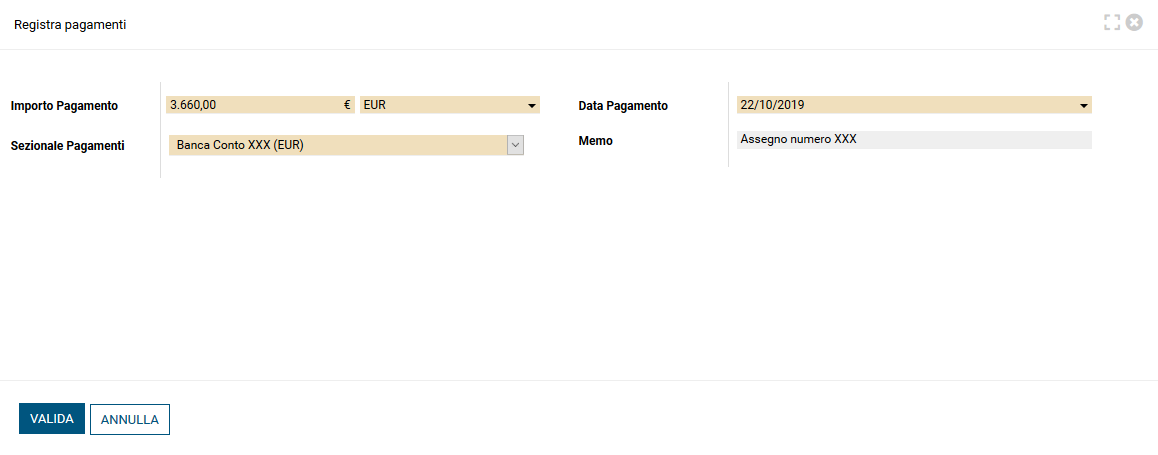 Registra pagamenti
Importo Pagamento 3.660,00 € EUR
Data Pagamento 22/10/2019
Sezionale Pagamenti Banca Conto XXX (EUR)
Memo Assegno numero XXX
VALIDA ANNULLA